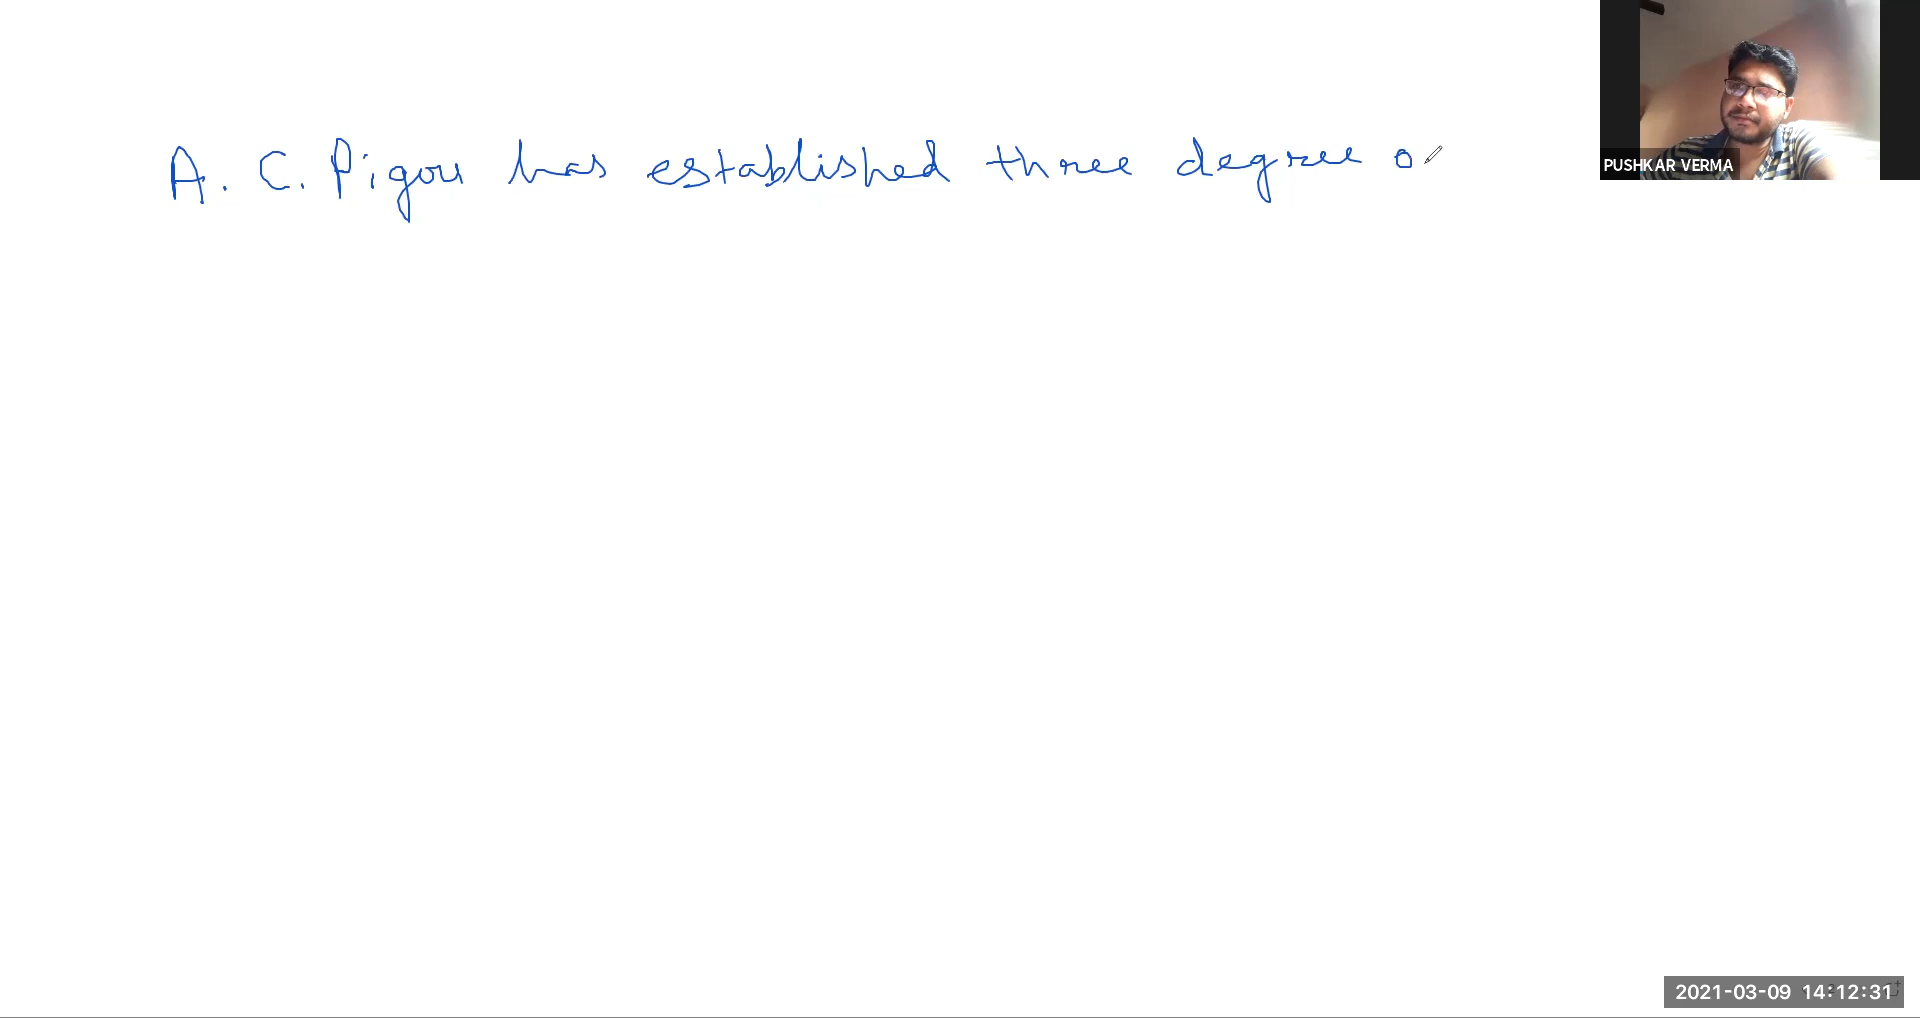 A. C. Pigou has established three degree o
PUSHKAR VERMA
2021-03-09 14:12:31